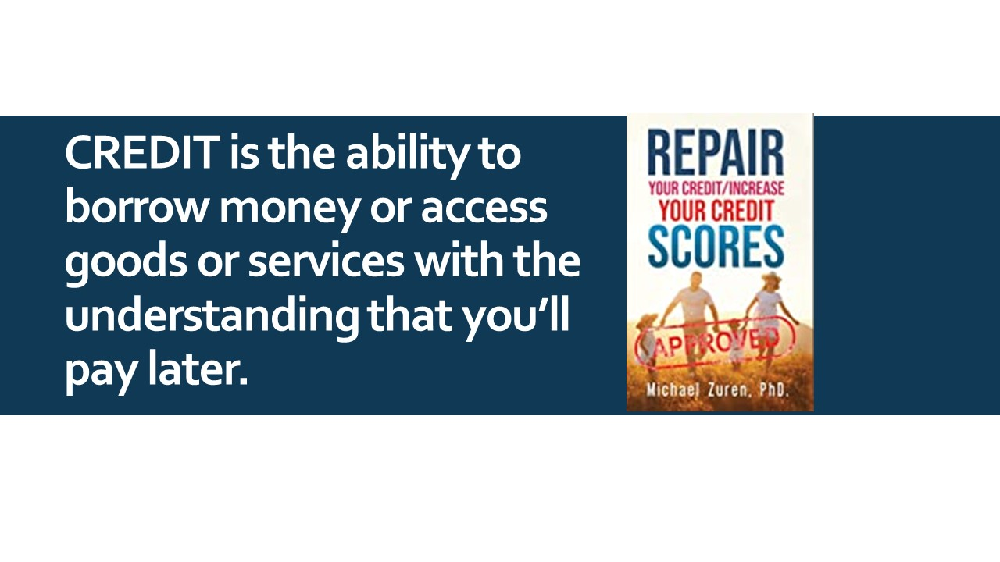 CREDIT is the ability to
borrow money or access
goods or services with the
understanding that you’ll
pay later.
REPAIR
YOUR CREDIT/INCREASE
YOUR CREDIT
SCORES
APPROVED
Michael Zuren, PhD.